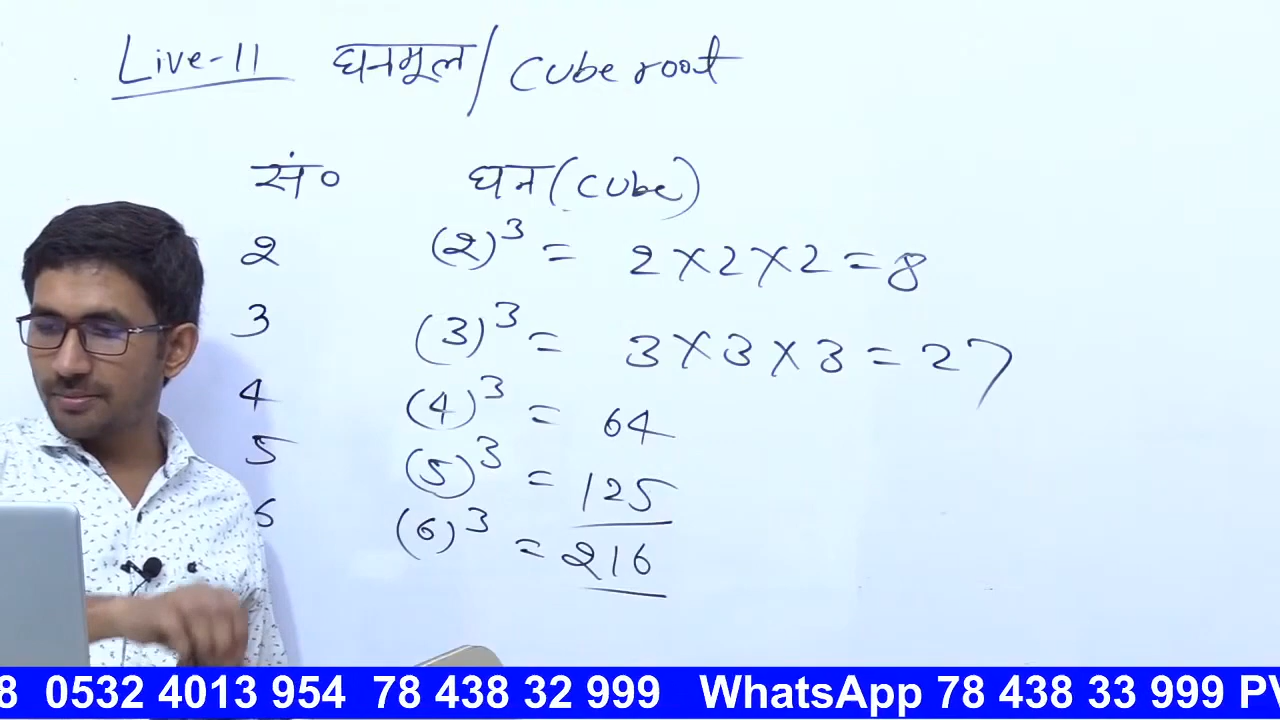 Live-11 घनमूल/ Cube root
सं० घन (Cube)
2 (2)³ = 2×2×2=8
3 (3)³ = 3×3×3=27
4 (4)³ = 64
5 (5)³ = 125
6 (6)³ = 216
8 0532 4013 954 78 438 32 999 WhatsApp 78 438 33 999 PV